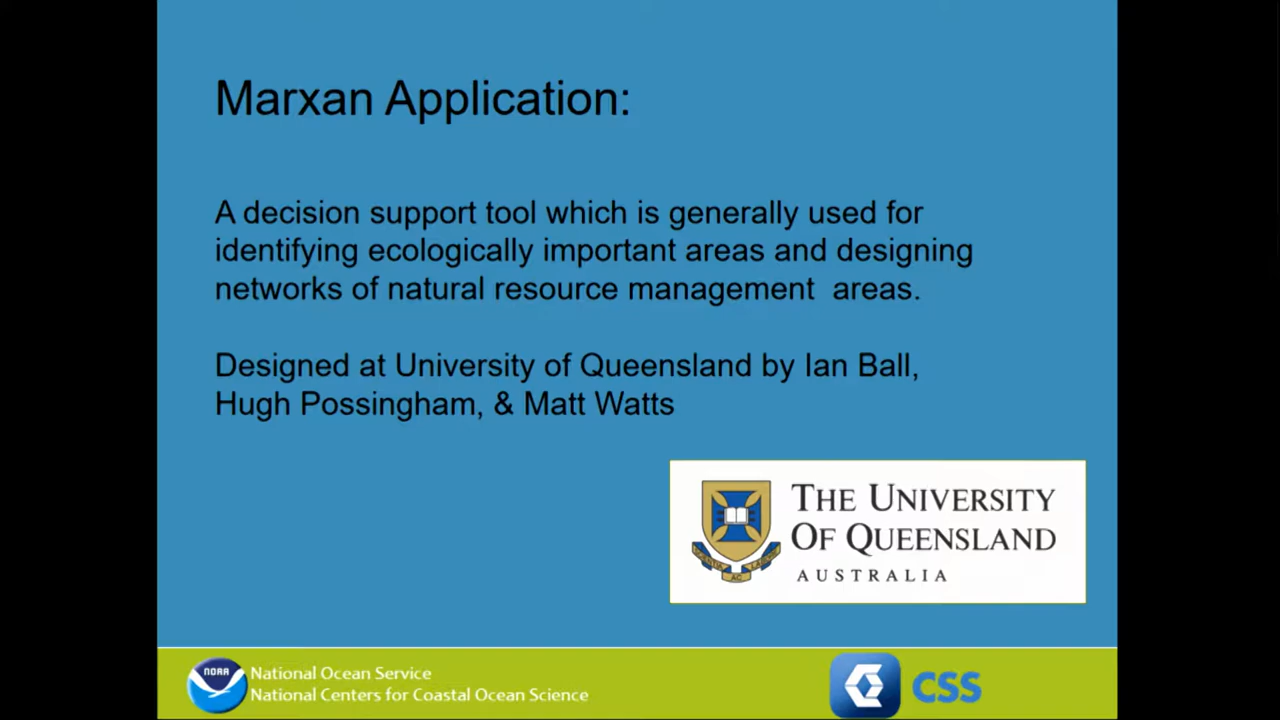 Marxan Application:
A decision support tool which is generally used for
identifying ecologically important areas and designing
networks of natural resource management  areas.
Designed at University of Queensland by Ian Ball,
Hugh Possingham, & Matt Watts
THE UNIVERSITY
OF QUEENSLAND
AUSTRALIA
AC
NOAA
National Ocean Service
National Centers for Coastal Ocean Science
CSS